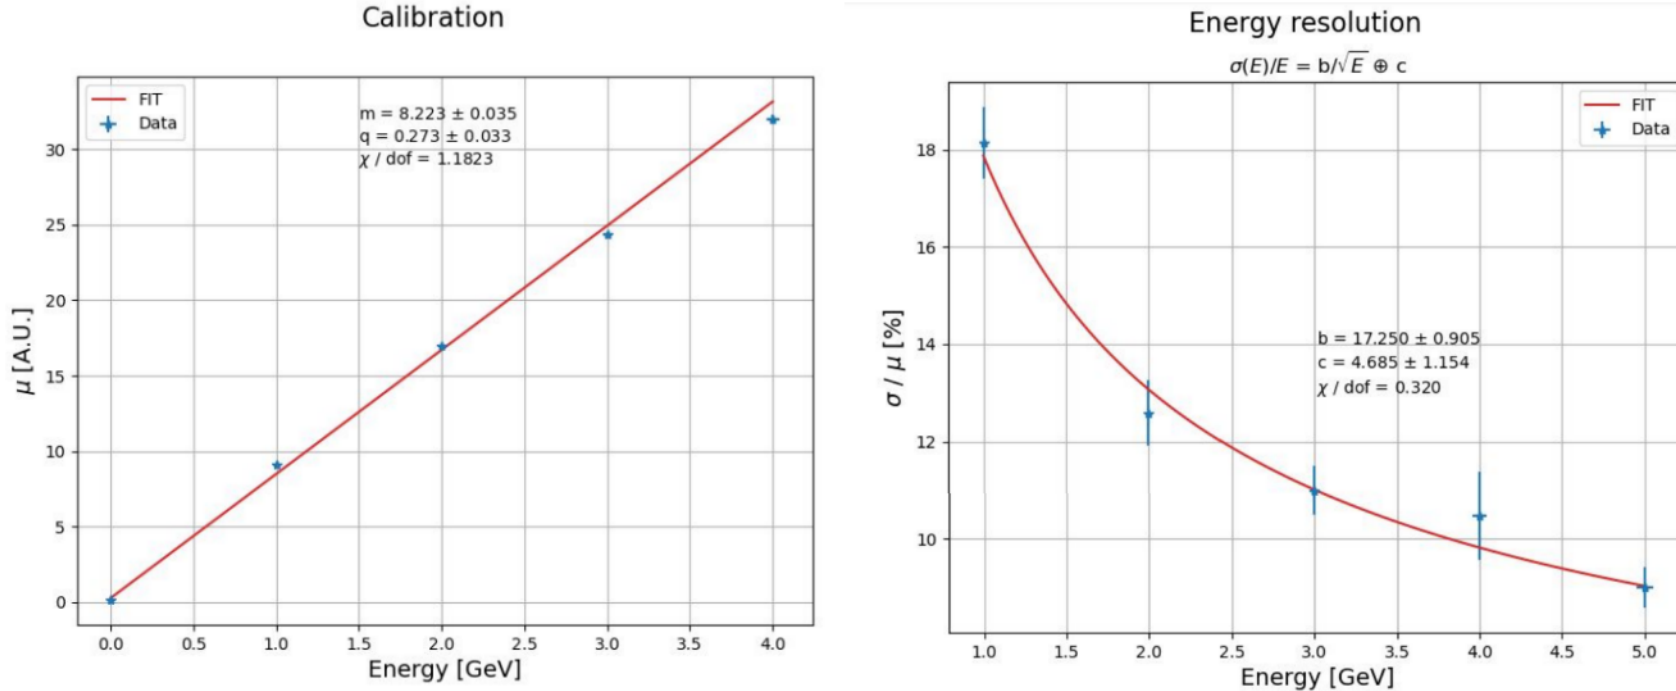 Calibration
FIT
Data
m = 8.223 ± 0.035
q = 0.273 ± 0.033
χ / dof = 1.1823
μ [A.U.]
30
25
20
15
10
5
0
0.0 0.5 1.0 1.5 2.0 2.5 3.0 3.5 4.0
Energy [GeV]
Energy resolution
σ(E)/E = b/√E ⊕ c
FIT
Data
b = 17.250 ± 0.905
c = 4.685 ± 1.154
χ / dof = 0.320
σ / μ [%]
18
16
14
12
10
1.0 1.5 2.0 2.5 3.0 3.5 4.0 4.5 5.0
Energy [GeV]